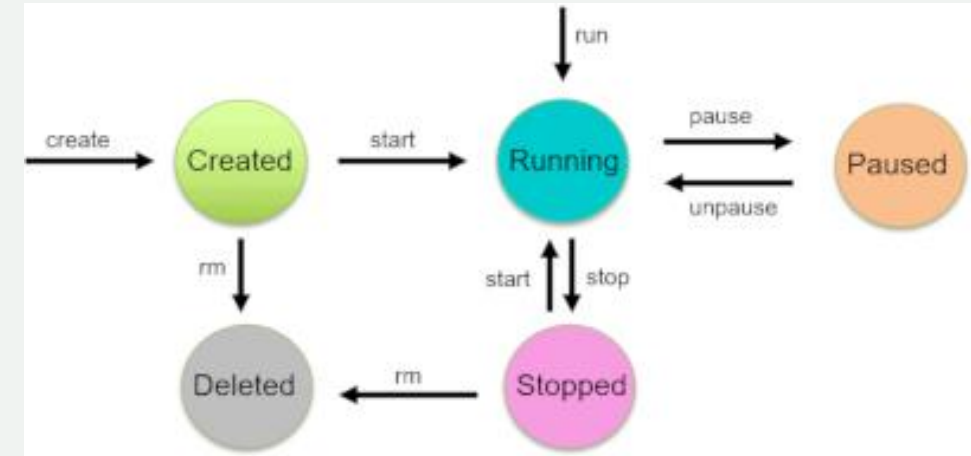 run
create
Created
start
Running
pause
unpause
Paused
rm
start
stop
Deleted
rm
Stopped